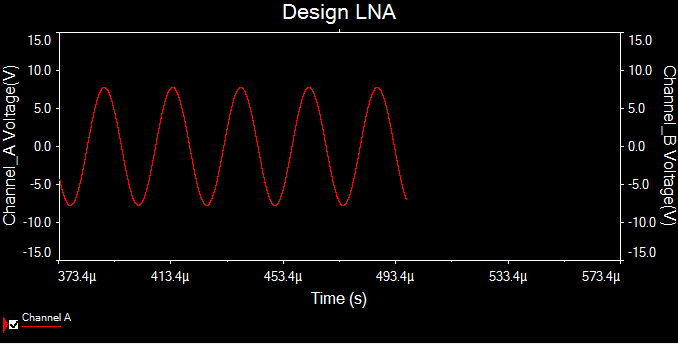 Design LNA
15.0
10.0
5.0
0.0
-5.0
-10.0
-15.0
Channel_A Voltage(V)
15.0
10.0
5.0
0.0
-5.0
-10.0
-15.0
Channel_B Voltage(V)
373.4µ 413.4µ 453.4µ 493.4µ 533.4µ 573.4µ
Time (s)
Channel A